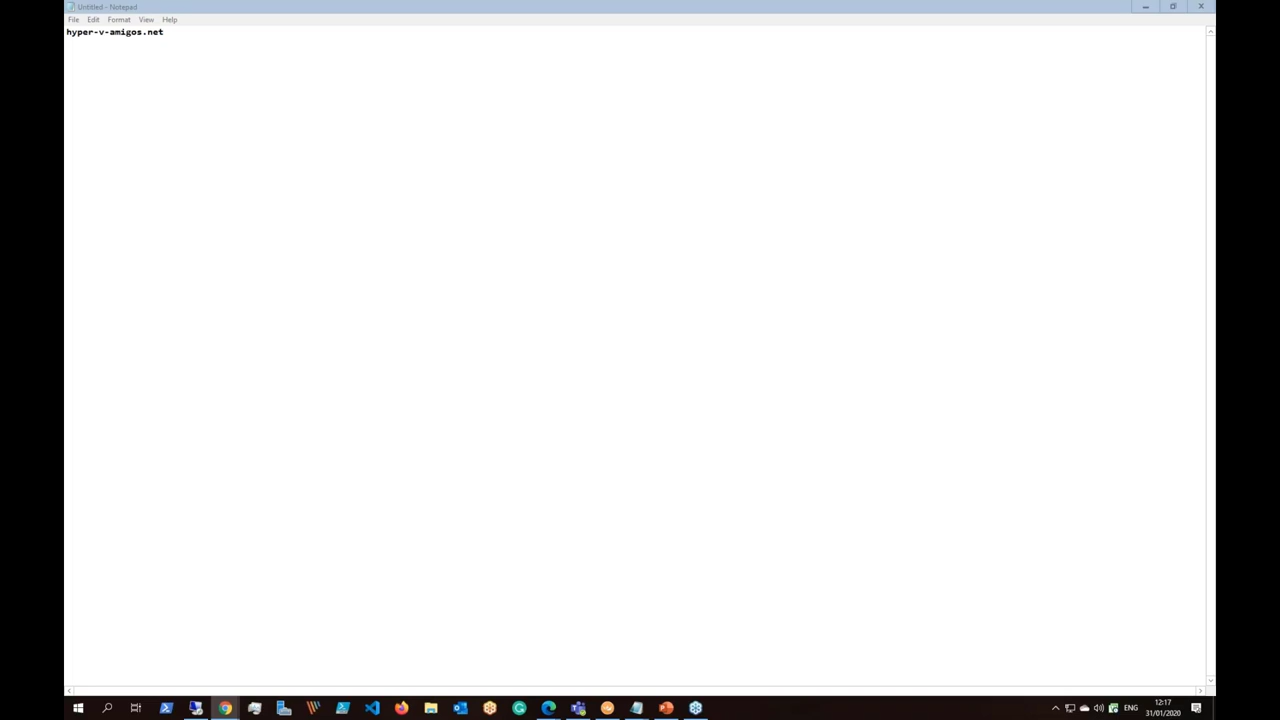 Untitled - Notepad
File Edit Format View Help
hyper-v-amigos.net
ENG
12:17
31/01/2020